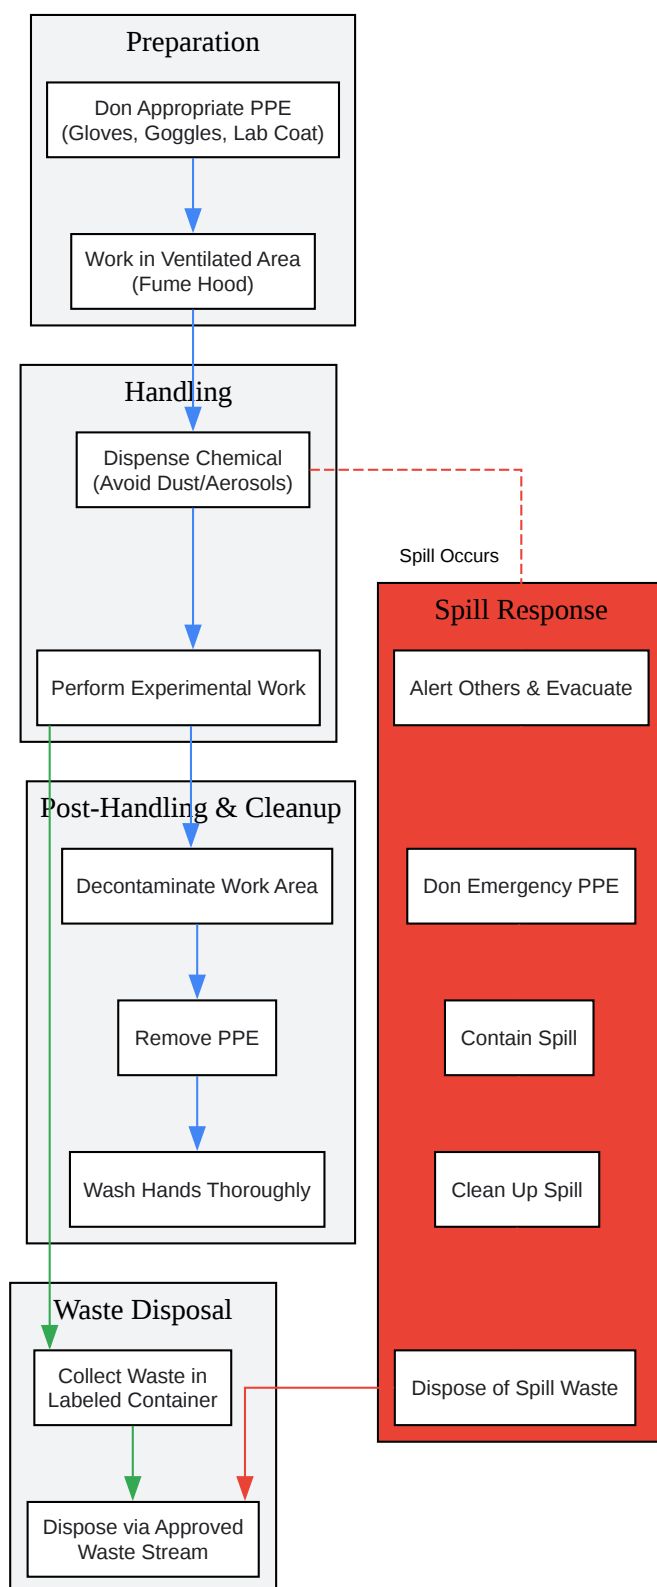 Preparation
Don Appropriate PPE
(Gloves, Goggles, Lab Coat)
Work in Ventilated Area
(Fume Hood)
Handling
Dispense Chemical
(Avoid Dust/Aerosols)
Spill Occurs
Perform Experimental Work
Spill Response
Alert Others & Evacuate
Don Emergency PPE
Contain Spill
Clean Up Spill
Dispose of Spill Waste
Post-Handling & Cleanup
Decontaminate Work Area
Remove PPE
Wash Hands Thoroughly
Waste Disposal
Collect Waste in
Labeled Container
Dispose via Approved
Waste Stream